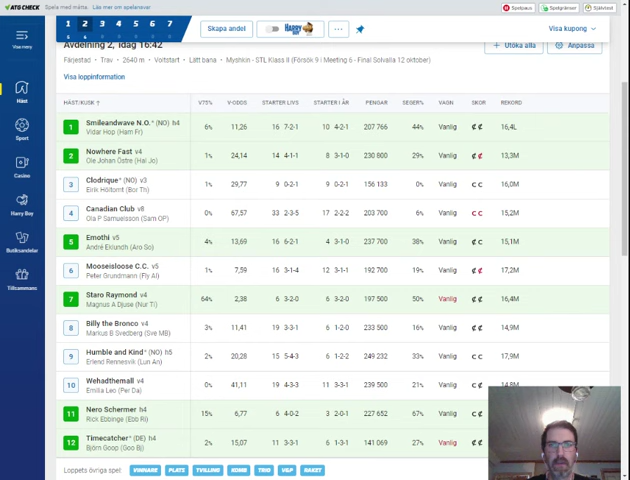 ATG CHECK
Spela med måtta.
Läs mer om spelansvar
Spelpaus
Spelgränser
Självtest
1 2 3 4 5 6 7
Skapa andel
HARRY BOY
Visa kupong
Visa meny
Häst
Sport
Casino
Harry Boy
Butiksandelar
Tillsammans
Avdelning 2, idag 16:42
Utöka alla
Anpassa
Färjestad • Trav • 2640 m • Voltstart • Lätt bana • Myshkin - STL Klass II (Försök 9 i Meeting 6 - Final Solvalla 12 oktober)
Visa loppinformation
HÄST/KUSK V75% V-ODDS STARTER LIVS STARTER I ÅR PENGAR SEGER% VAGN SKOR REKORD
1 Smileandwave N.O.* (NO) h4 6% 11,26 16 7-2-1 10 4-2-1 207 766 44% Vanlig ₵ ₵ 16,4L
Vidar Hop (Ham Fr)
2 Nowhere Fast v4 1% 24,14 14 4-1-1 8 3-1-0 230 800 29% Vanlig ₵ ₵ 13,3M
Ole Johan Östre (Hal Jo)
3 Clodrique* (NO) v3 1% 29,77 9 0-2-1 9 0-2-1 156 133 0% Vanlig C C 16,0M
Eirik Höitomt (Bor Th)
4 Canadian Club v8 0% 67,57 33 2-3-5 17 2-2-2 203 700 6% Vanlig C C 15,2M
Ola P Samuelsson (Sam OP)
5 Emothi v5 4% 13,69 16 6-2-1 4 3-1-0 237 700 38% Vanlig ₵ C 15,1M
André Eklundh (Aro So)
6 Mooseisloose C.C. v5 1% 7,59 16 3-1-4 12 3-1-1 192 700 19% Vanlig ₵ ₵ 17,2M
Peter Grundmann (Fly Al)
7 Staro Raymond v4 64% 2,38 6 3-2-0 6 3-2-0 197 500 50% Vanlig ₵ ₵ 16,4M
Magnus A Djuse (Nur Ti)
8 Billy the Bronco v4 3% 11,41 19 3-3-1 6 1-2-0 233 500 16% Vanlig ₵ ₵ 14,9M
Markus B Svedberg (Sve MB)
9 Humble and Kind* (NO) h5 2% 20,28 15 5-4-3 6 1-2-2 249 232 33% Vanlig C C 17,9M
Erlend Rennesvik (Lun An)
10 Wehadthemall v4 0% 41,11 19 4-3-3 11 3-3-1 239 500 21% Vanlig C C 14,8M
Emilia Leo (Per Da)
11 Nero Schermer h4 15% 6,77 6 4-0-2 3 2-0-1 227 652 67% Vanlig ₵ C
Rick Ebbinge (Ebb Ri)
12 Timecatcher* (DE) h4 2% 15,07 11 3-3-1 6 1-3-1 141 069 27% Vanlig ₵ ₵
Björn Goop (Goo Bj)
Loppets övriga spel: VINNARE PLATS TVILLING KOMB TRIO V&P RAKET